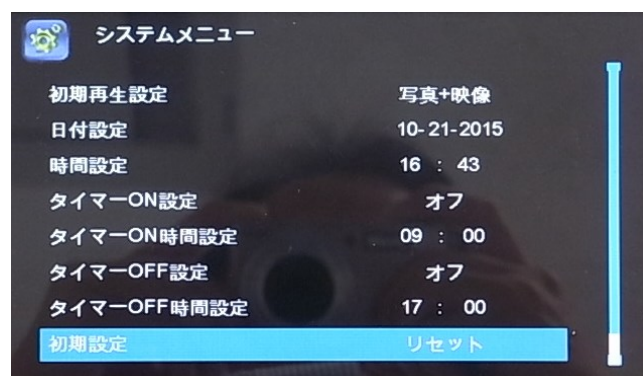 システムメニュー
初期再生設定 写真+映像
日付設定 10-21-2015
時間設定 16 : 43
タイマーON設定 オフ
タイマーON時間設定 09 : 00
タイマーOFF設定 オフ
タイマーOFF時間設定 17 : 00
初期設定 リセット